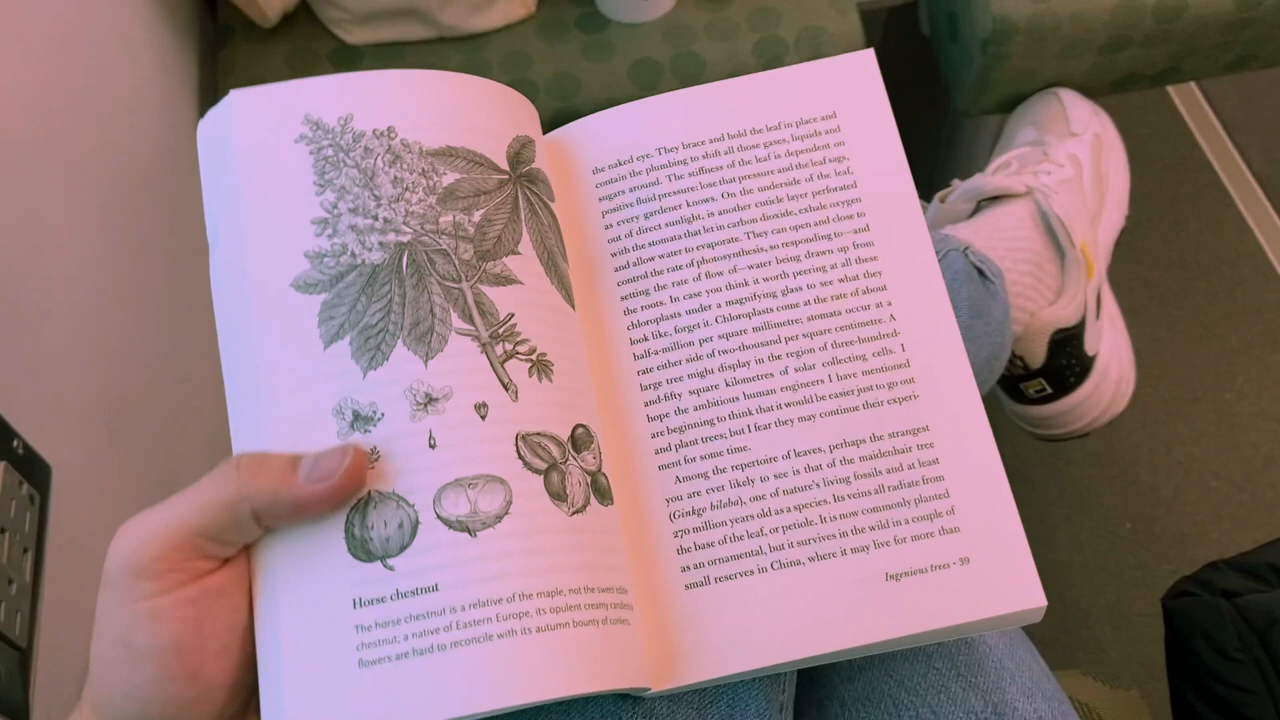 Horse chestnut
The horse chestnut is a relative of the maple, not the sweet edible
chestnut; a native of Eastern Europe, its opulent creamy candescent
flowers are hard to reconcile with its autumn bounty of conkers.
the naked eye. They brace and hold the leaf in place and
contain the plumbing to shift all those gases, liquids and
sugars around. The stiffness of the leaf is dependent on
positive fluid pressure: lose that pressure and the leaf sags,
as every gardener knows. On the underside of the leaf,
out of direct sunlight, is another cuticle layer perforated
with the stomata that let in carbon dioxide, exhale oxygen
and allow water to evaporate. They can open and close to
control the rate of photosynthesis, so responding to—and
setting the rate of flow of—water being drawn up from
the roots. In case you think it worth peering at all these
chloroplasts under a magnifying glass to see what they
look like, forget it. Chloroplasts come at the rate of about
half-a-million per square millimetre; stomata occur at a
rate either side of two-thousand per square centimetre. A
large tree might display in the region of three-hundred-
and-fifty square kilometres of solar collecting cells. I
hope the ambitious human engineers I have mentioned
are beginning to think that it would be easier just to go out
and plant trees; but I fear they may continue their experi-
ment for some time.
Among the repertoire of leaves, perhaps the strangest
you are ever likely to see is that of the maidenhair tree
(Ginkgo biloba), one of nature's living fossils and at least
270 million years old as a species. Its veins all radiate from
the base of the leaf, or petiole. It is now commonly planted
as an ornamental, but it survives in the wild in a couple of
small reserves in China, where it may live for more than
Ingenious trees • 39